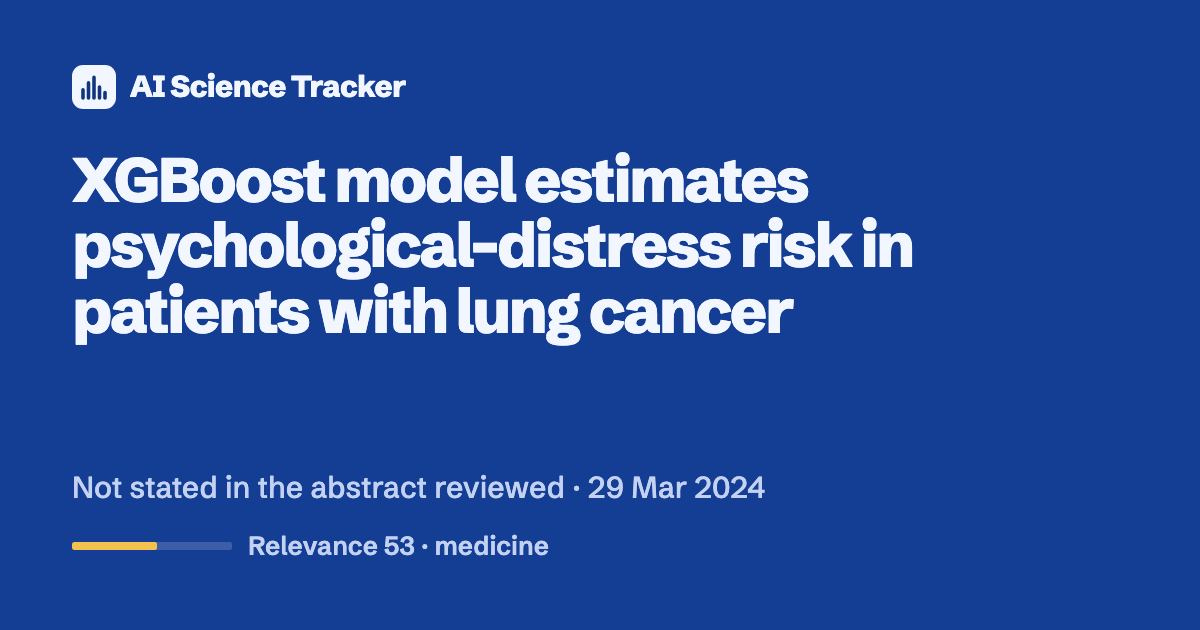 AI Science Tracker
XGBoost model estimates
psychological-distress risk in
patients with lung cancer
Not stated in the abstract reviewed · 29 Mar 2024
Relevance 53 · medicine